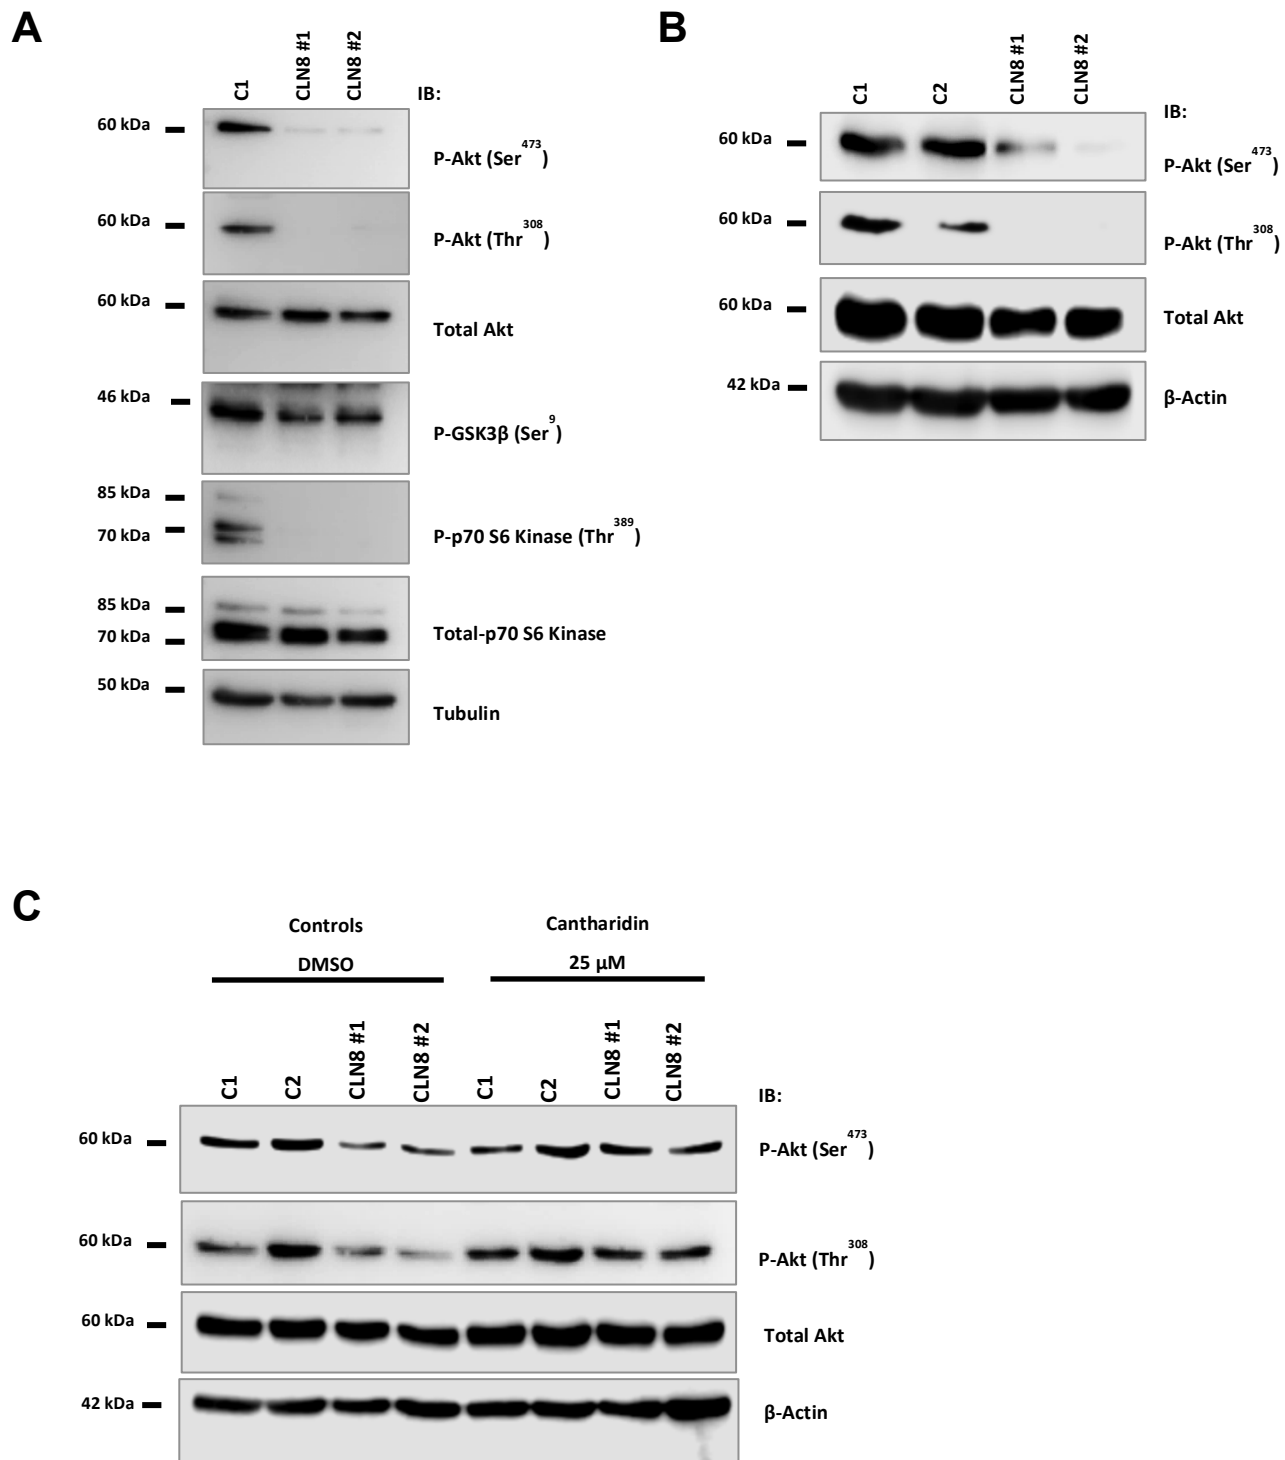 A
C1 CLN8 #1 CLN8 #2 IB:
60 kDa P-Akt (Ser473)
60 kDa P-Akt (Thr308)
60 kDa Total Akt
46 kDa P-GSK3β (Ser9)
85 kDa
70 kDa P-p70 S6 Kinase (Thr389)
85 kDa
70 kDa Total-p70 S6 Kinase
50 kDa Tubulin
B
C1 C2 CLN8 #1 CLN8 #2 IB:
60 kDa P-Akt (Ser473)
60 kDa P-Akt (Thr308)
60 kDa Total Akt
42 kDa β-Actin
C
Controls Cantharidin
DMSO 25 µM
C1 C2 CLN8 #1 CLN8 #2 C1 C2 CLN8 #1 CLN8 #2 IB:
60 kDa P-Akt (Ser473)
60 kDa P-Akt (Thr308)
60 kDa Total Akt
42 kDa β-Actin